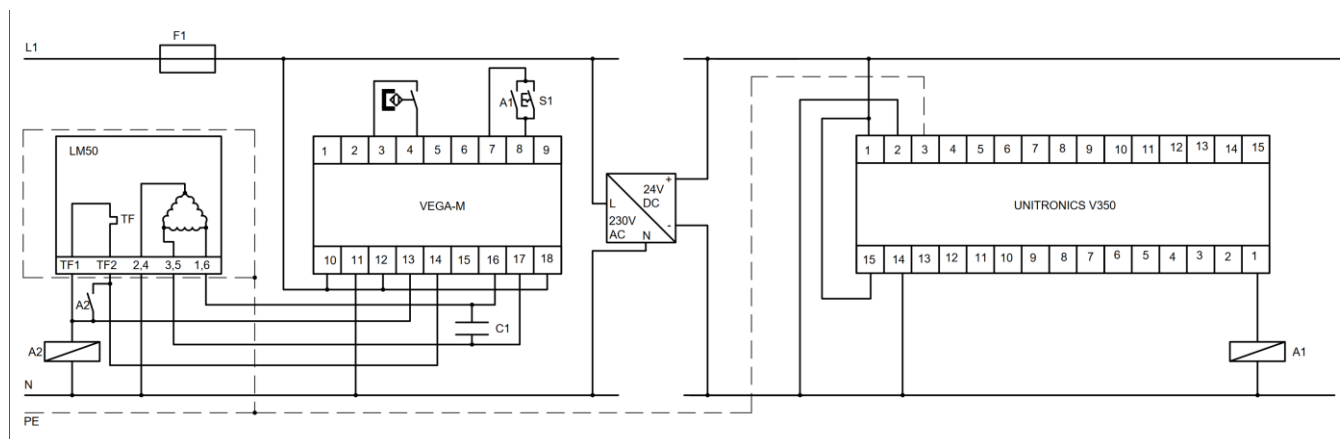 L1
F1
A1
S1
1 2 3 4 5 6 7 8 9
VEGA-M
10 11 12 13 14 15 16 17 18
LM50
TF
TF1 TF2 2,4 3,5 1,6
A2
C1
A2
24V
DC
+
-
L
230V
AC
N
1 2 3 4 5 6 7 8 9 10 11 12 13 14 15
UNITRONICS V350
15 14 13 12 11 10 9 8 7 6 5 4 3 2 1
A1
N
PE